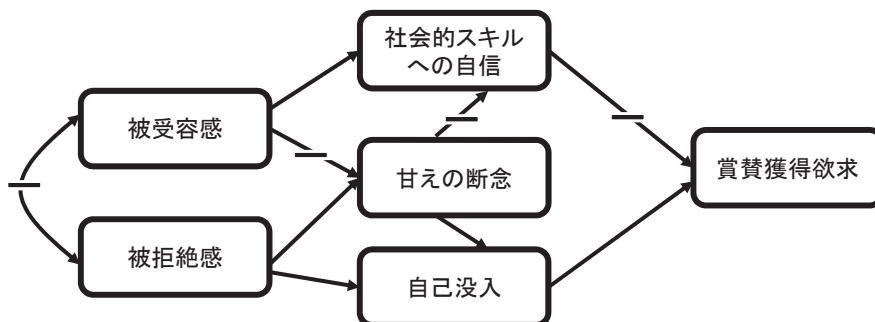 社会的スキル
への自信
被受容感
甘えの断念
賞賛獲得欲求
被拒絶感
自己没入